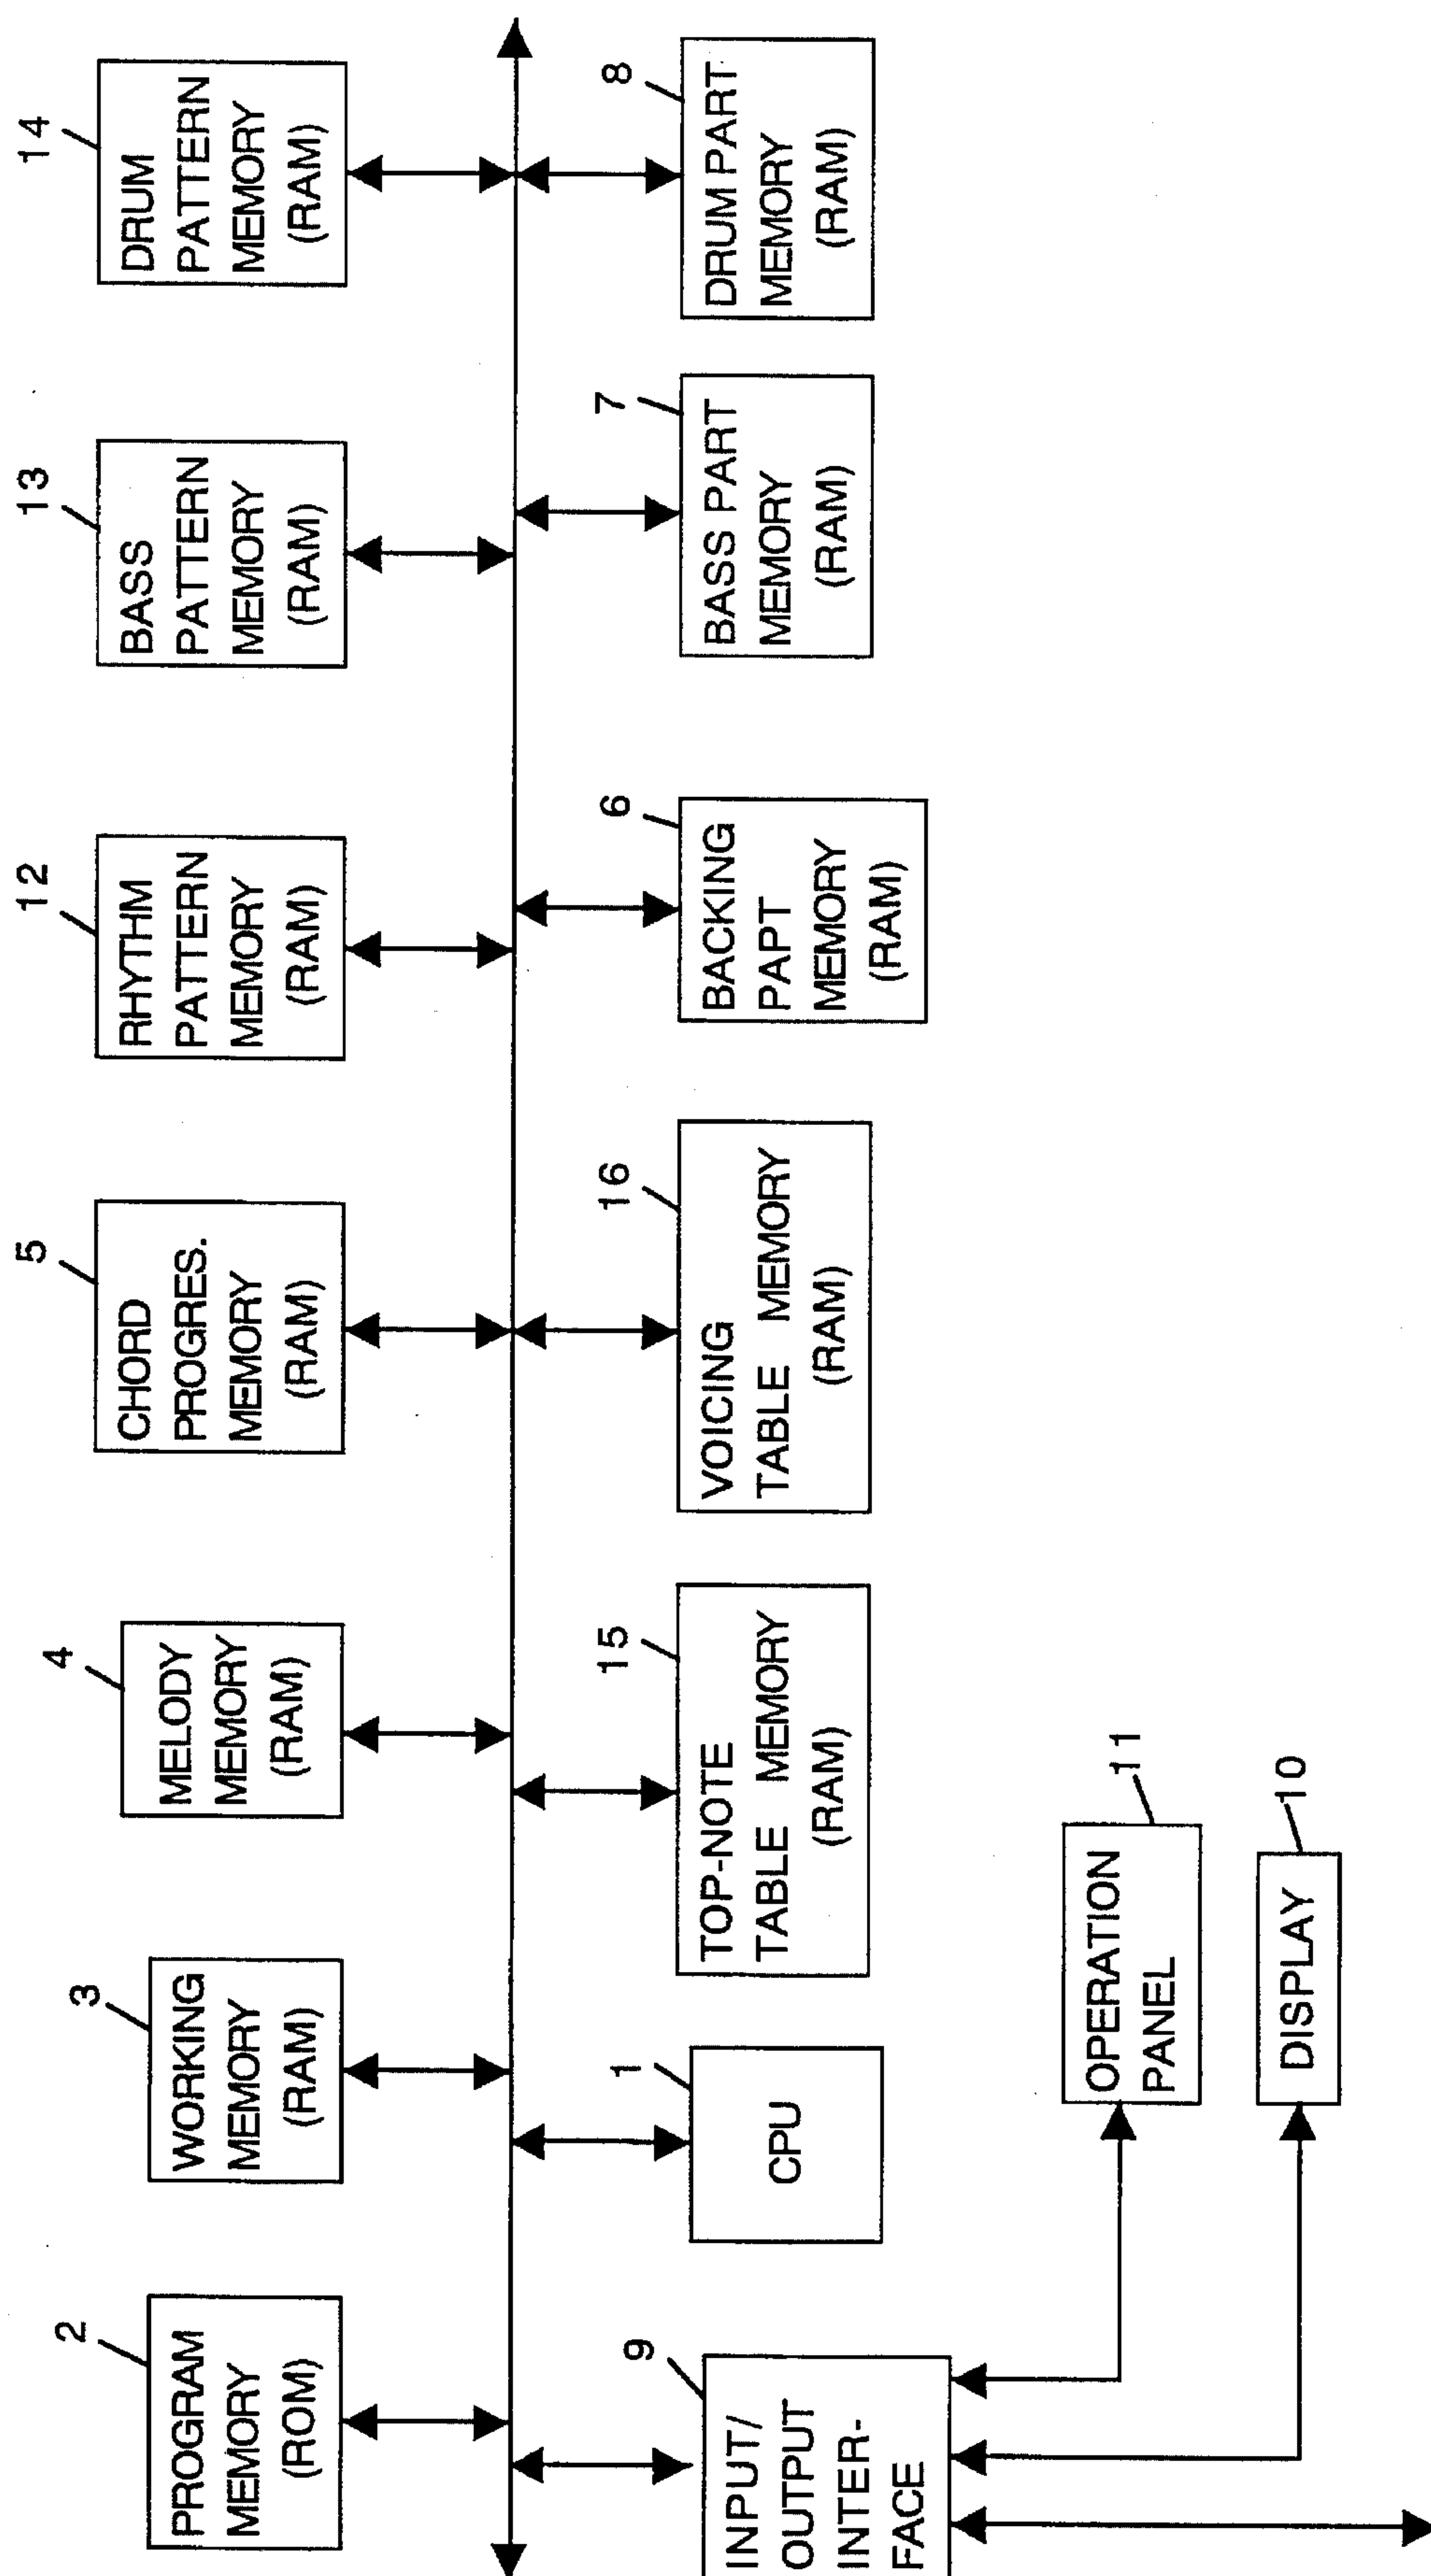 2
PROGRAM
MEMORY
(ROM)
3
WORKING
MEMORY
(RAM)
4
MELODY
MEMORY
(RAM)
5
CHORD
PROGRES.
MEMORY
(RAM)
12
RHYTHM
PATTERN
MEMORY
(RAM)
13
BASS
PATTERN
MEMORY
(RAM)
14
DRUM
PATTERN
MEMORY
(RAM)
9
INPUT/
OUTPUT
INTER-
FACE
1
CPU
15
TOP-NOTE
TABLE MEMORY
(RAM)
16
VOICING
TABLE MEMORY
(RAM)
6
BACKING
PAPT
MEMORY
(RAM)
7
BASS PART
MEMORY
(RAM)
8
DRUM PART
MEMORY
(RAM)
11
OPERATION
PANEL
10
DISPLAY